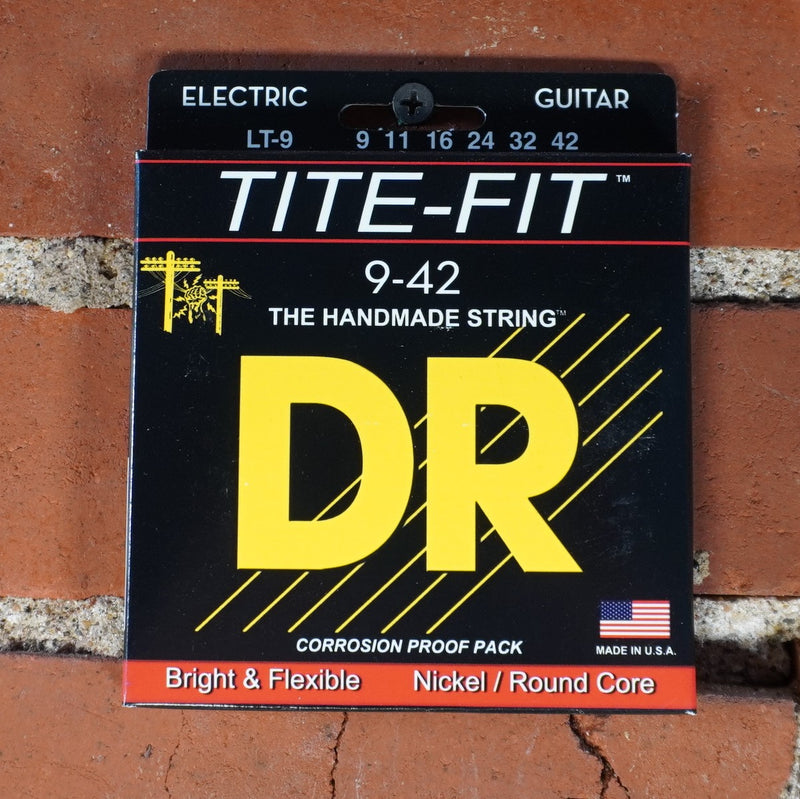 ELECTRIC GUITAR
LT-9 9 11 16 24 32 42
TITE-FIT™
9-42
THE HANDMADE STRING™
DR
CORROSION PROOF PACK
MADE IN U.S.A.
Bright & Flexible Nickel / Round Core